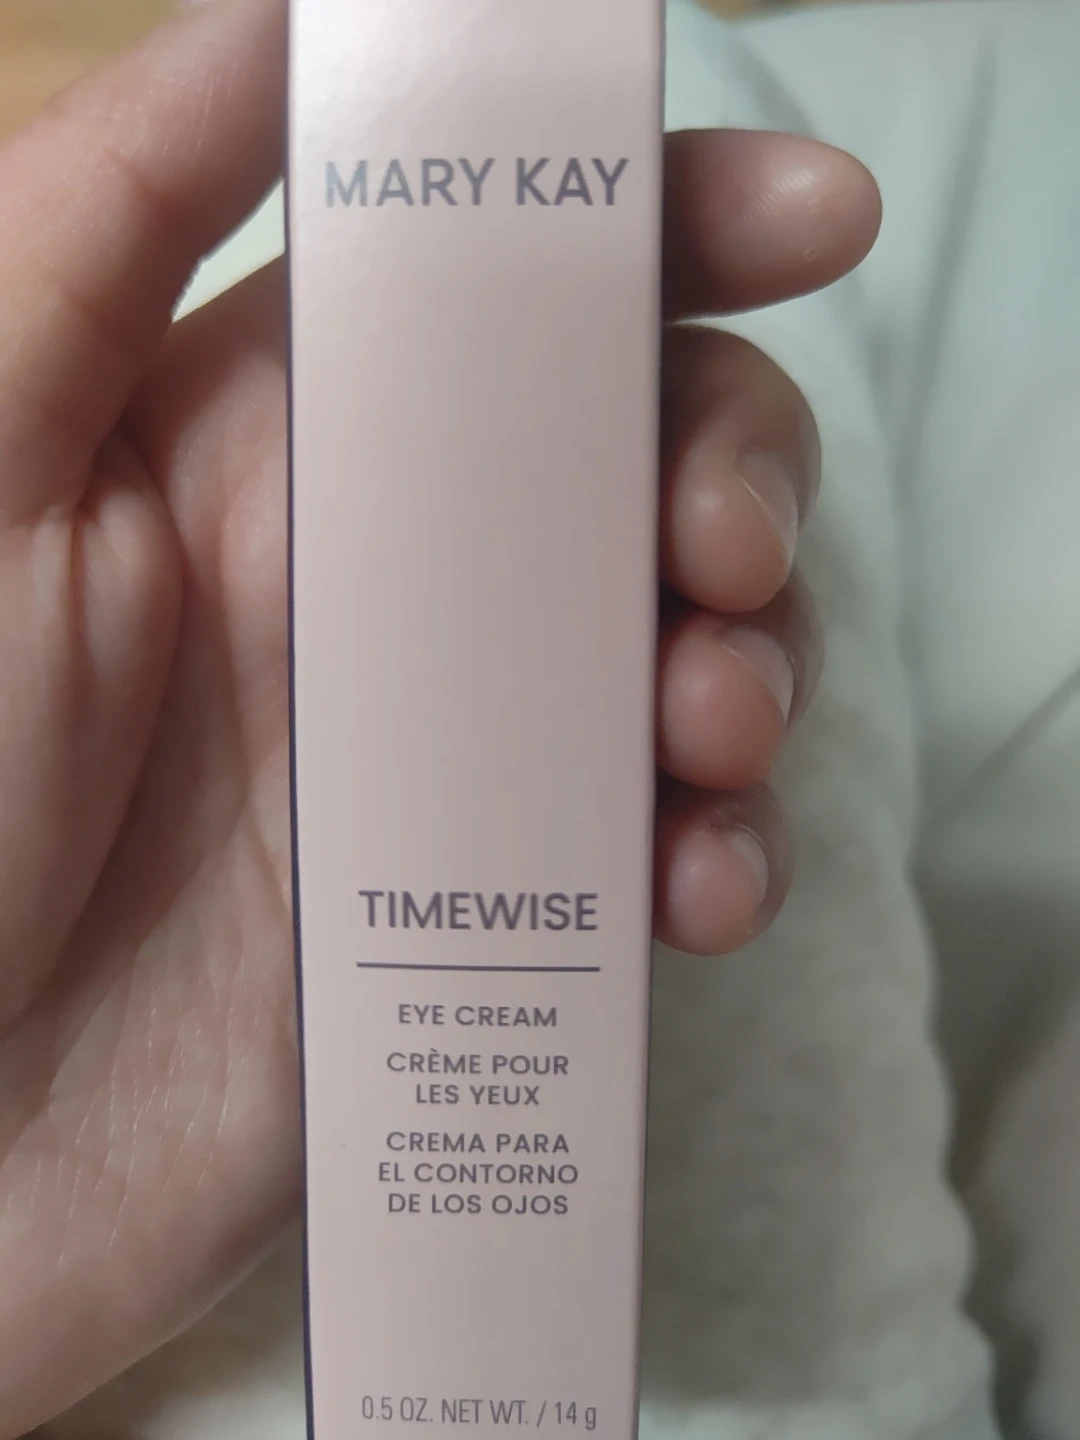 MARY KAY
TIMEWISE
EYE CREAM
CRÈME POUR
LES YEUX
CREMA PARA
EL CONTORNO
DE LOS OJOS
0.5 OZ. NET WT. / 14 g